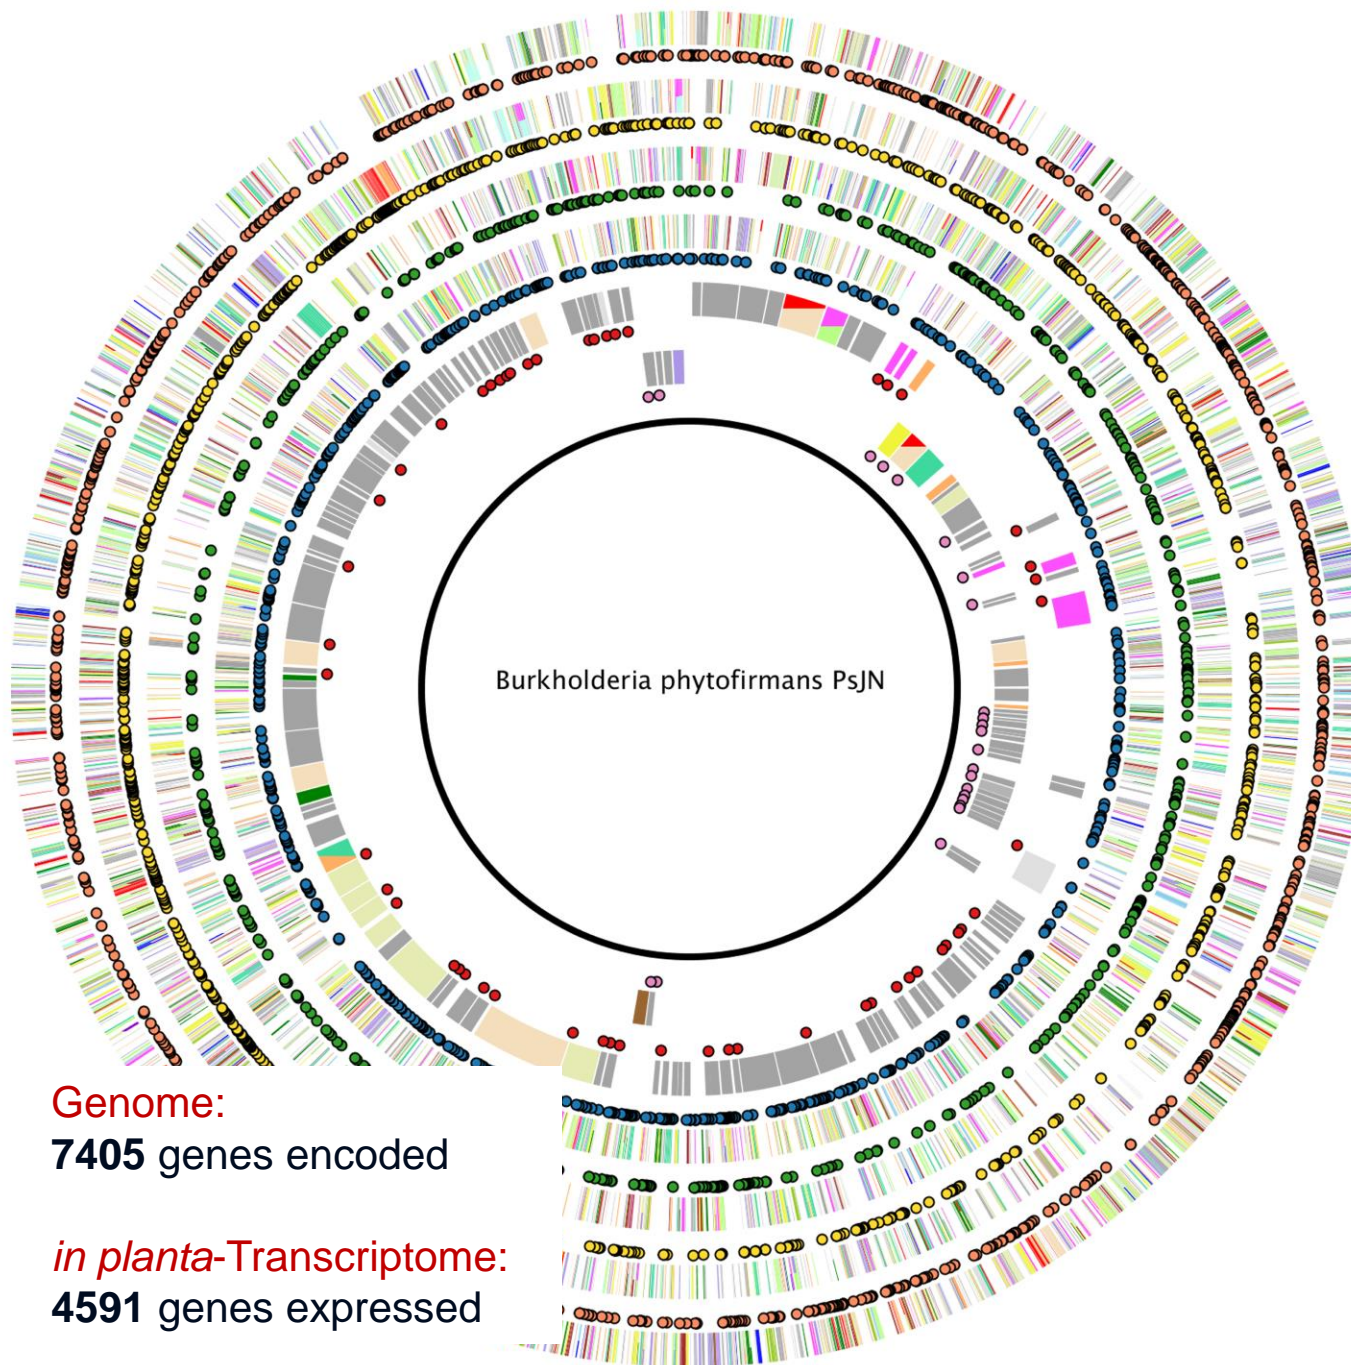 Burkholderia phytofirmans PsJN
Genome:
7405 genes encoded
in planta-Transcriptome:
4591 genes expressed